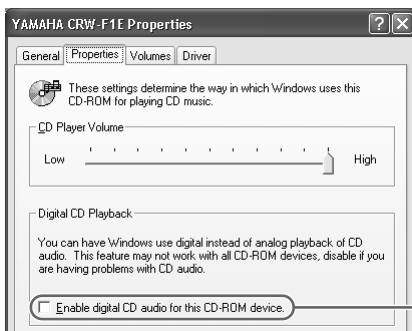 YAMAHA CRW-F1E Properties
General Properties Volumes Driver
These settings determine the way in which Windows uses this
CD-ROM for playing CD music.
CD Player Volume
Low High
Digital CD Playback
You can have Windows use digital instead of analog playback of CD
audio. This feature may not work with all CD-ROM devices, disable if you
are having problems with CD audio.
Enable digital CD audio for this CD-ROM device.